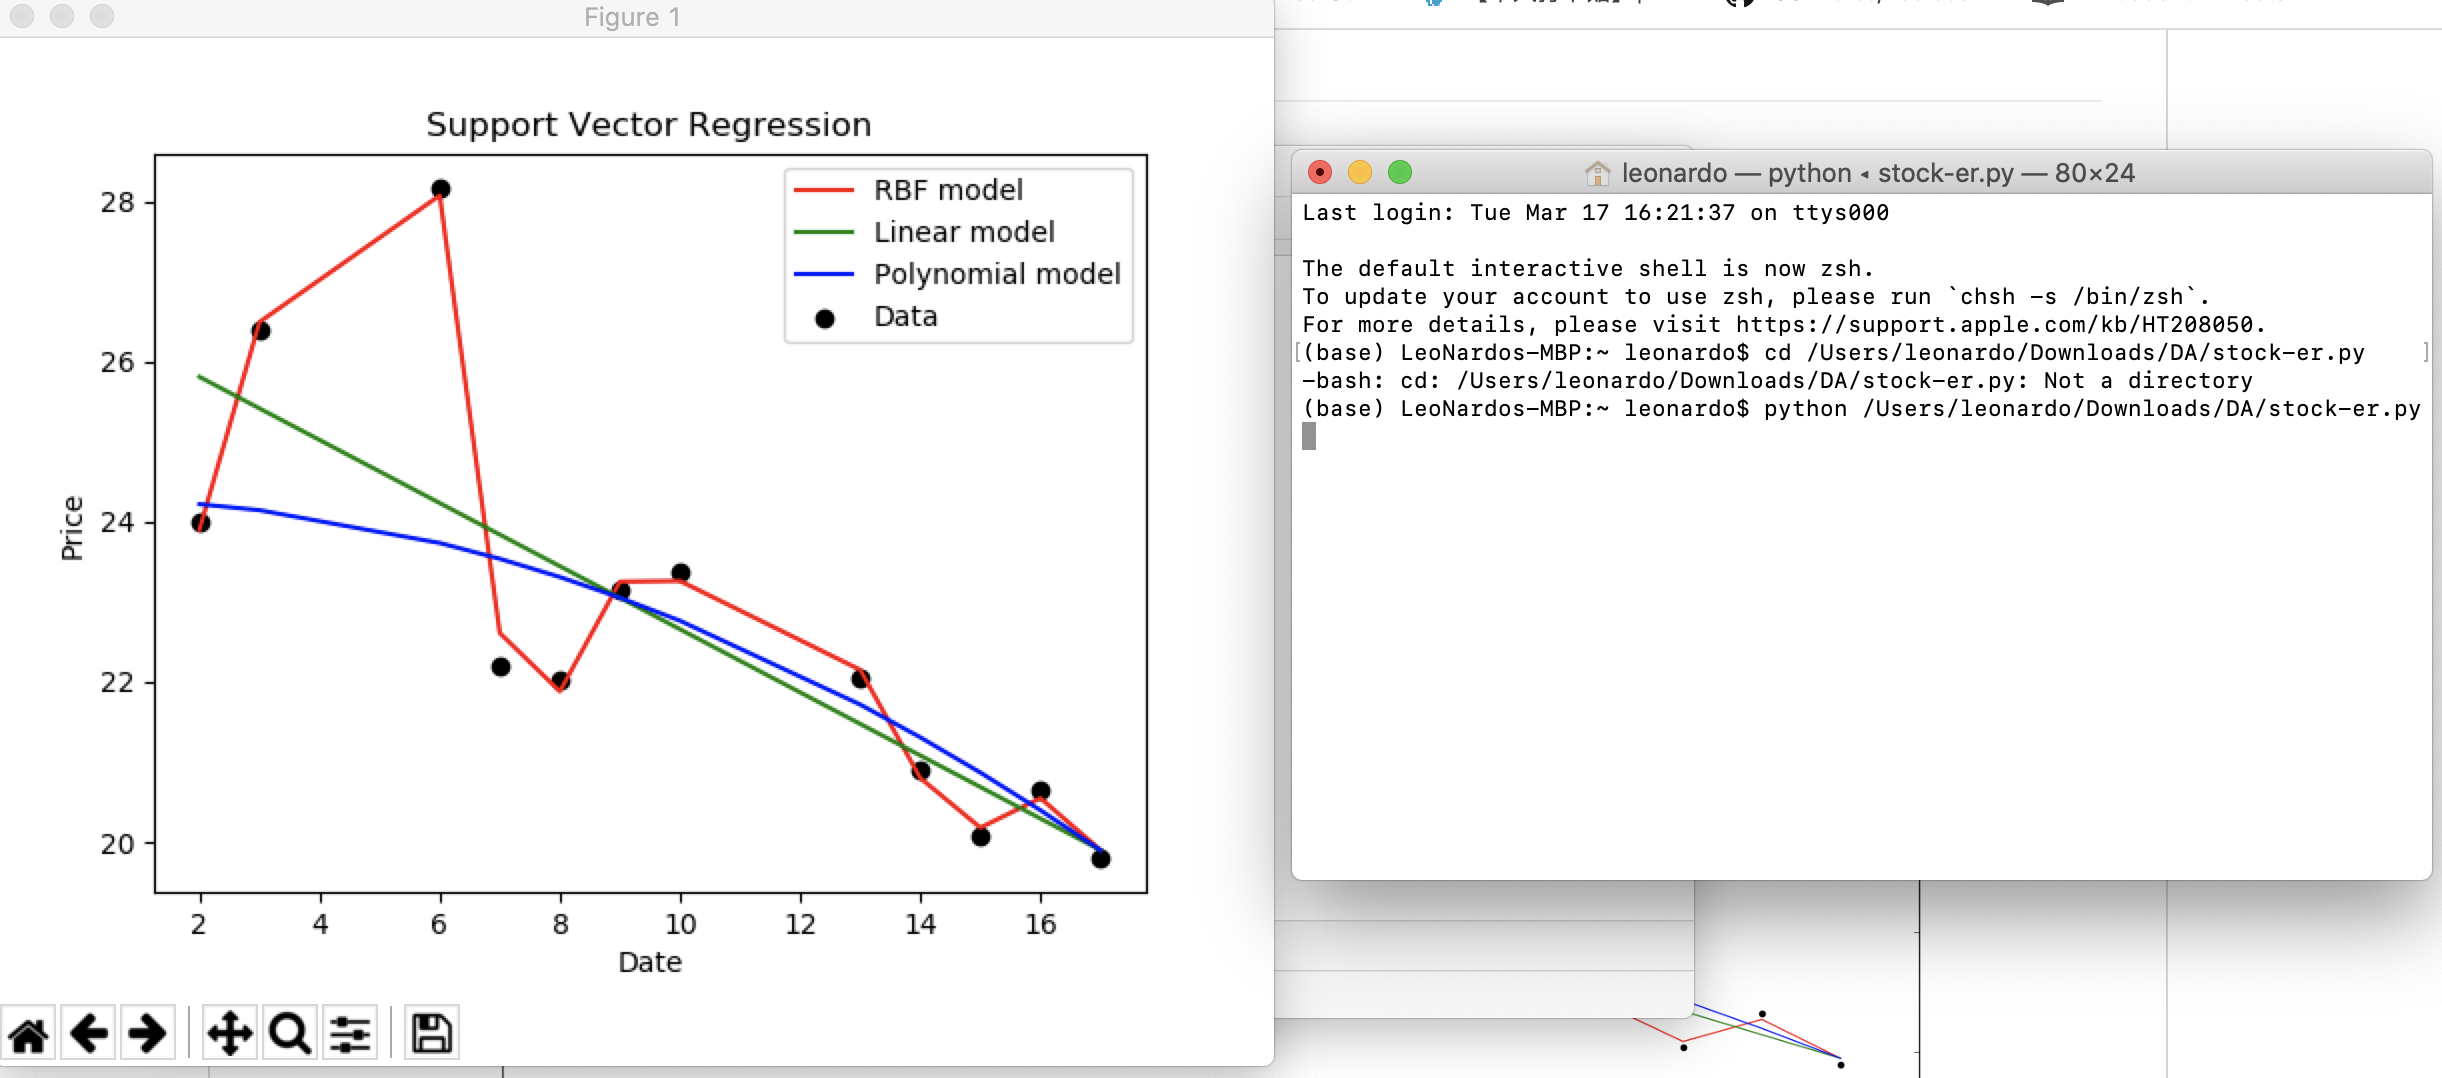 Figure 1
Support Vector Regression
RBF model
Linear model
Polynomial model
Data
28
26
24
22
20
Price
2 4 6 8 10 12 14 16
Date
leonardo — python ◂ stock-er.py — 80×24
Last login: Tue Mar 17 16:21:37 on ttys000
The default interactive shell is now zsh.
To update your account to use zsh, please run `chsh -s /bin/zsh`.
For more details, please visit https://support.apple.com/kb/HT208050.
[(base) LeoNardos-MBP:~ leonardo$ cd /Users/leonardo/Downloads/DA/stock-er.py ]
-bash: cd: /Users/leonardo/Downloads/DA/stock-er.py: Not a directory
(base) LeoNardos-MBP:~ leonardo$ python /Users/leonardo/Downloads/DA/stock-er.py